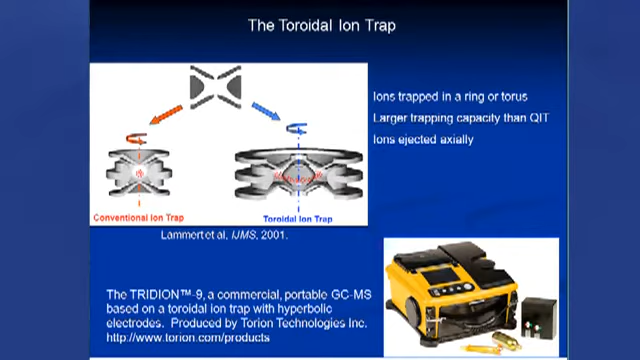 The Toroidal Ion Trap
Ions trapped in a ring or torus
Larger trapping capacity than QIT
Ions ejected axially
Conventional Ion Trap
Toroidal Ion Trap
Lammert et al, IJMS, 2001.
The TRIDION™-9, a commercial, portable GC-MS
based on a toroidal ion trap with hyperbolic
electrodes. Produced by Torion Technologies Inc.
http://www.torion.com/products